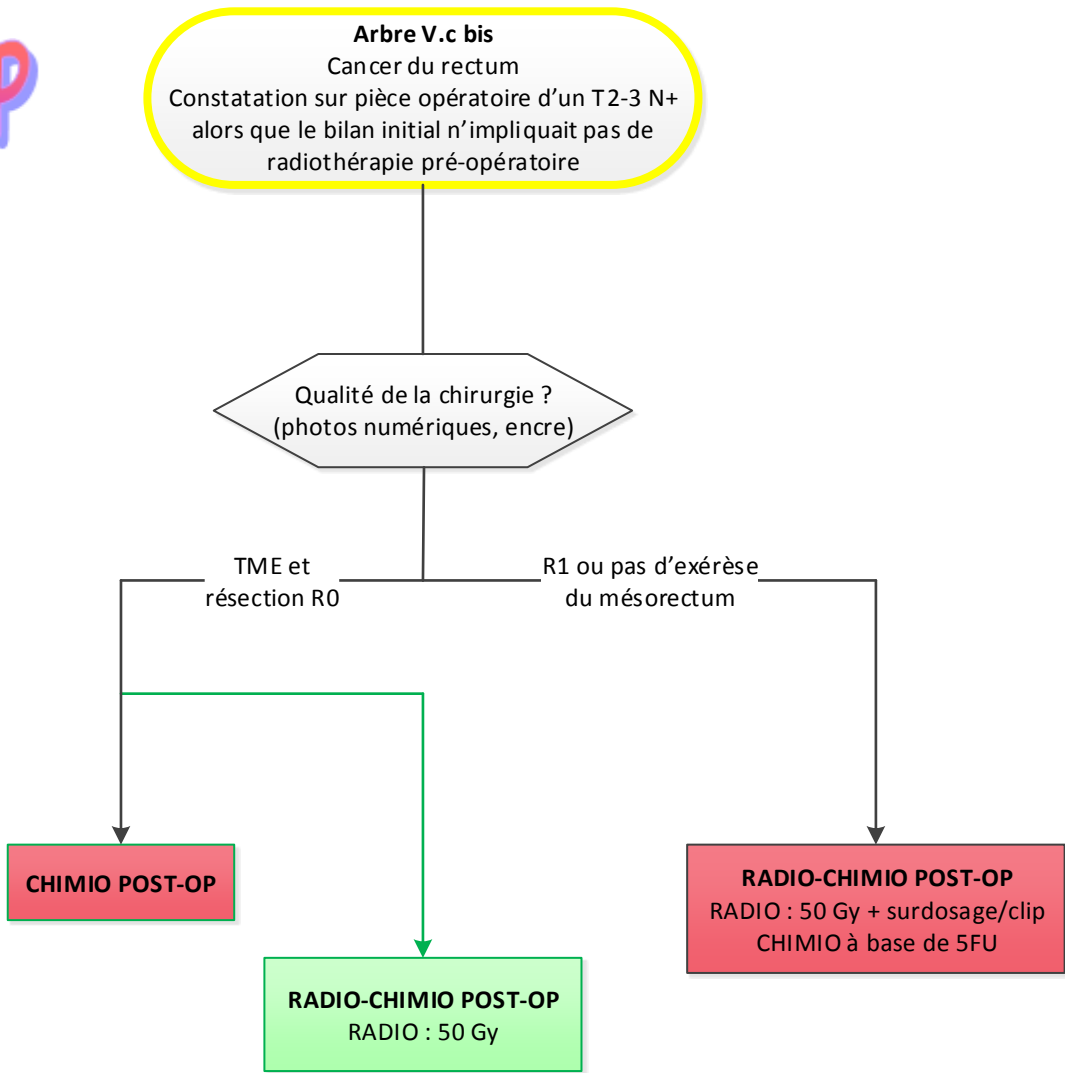 Arbre V.c bis
Cancer du rectum
Constatation sur pièce opératoire d'un T2-3 N+
alors que le bilan initial n'impliquait pas de
radiothérapie pré-opératoire
Qualité de la chirurgie ?
(photos numériques, encre)
TME et
résection R0
R1 ou pas d'exérèse
du mésorectum
CHIMIO POST-OP
RADIO-CHIMIO POST-OP
RADIO : 50 Gy + surdosage/clip
CHIMIO à base de 5FU
RADIO-CHIMIO POST-OP
RADIO : 50 Gy